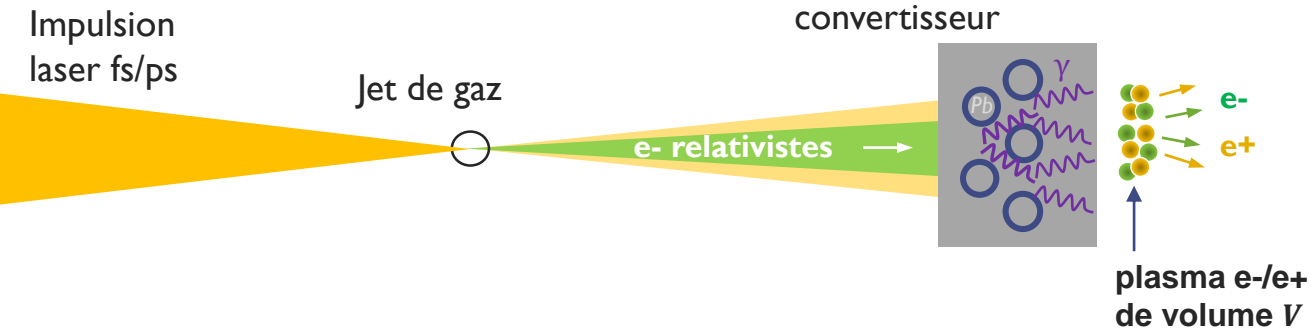 Impulsion
laser fs/ps
Jet de gaz
convertisseur
γ
Pb
e- relativistes
e-
e+
plasma e-/e+
de volume V